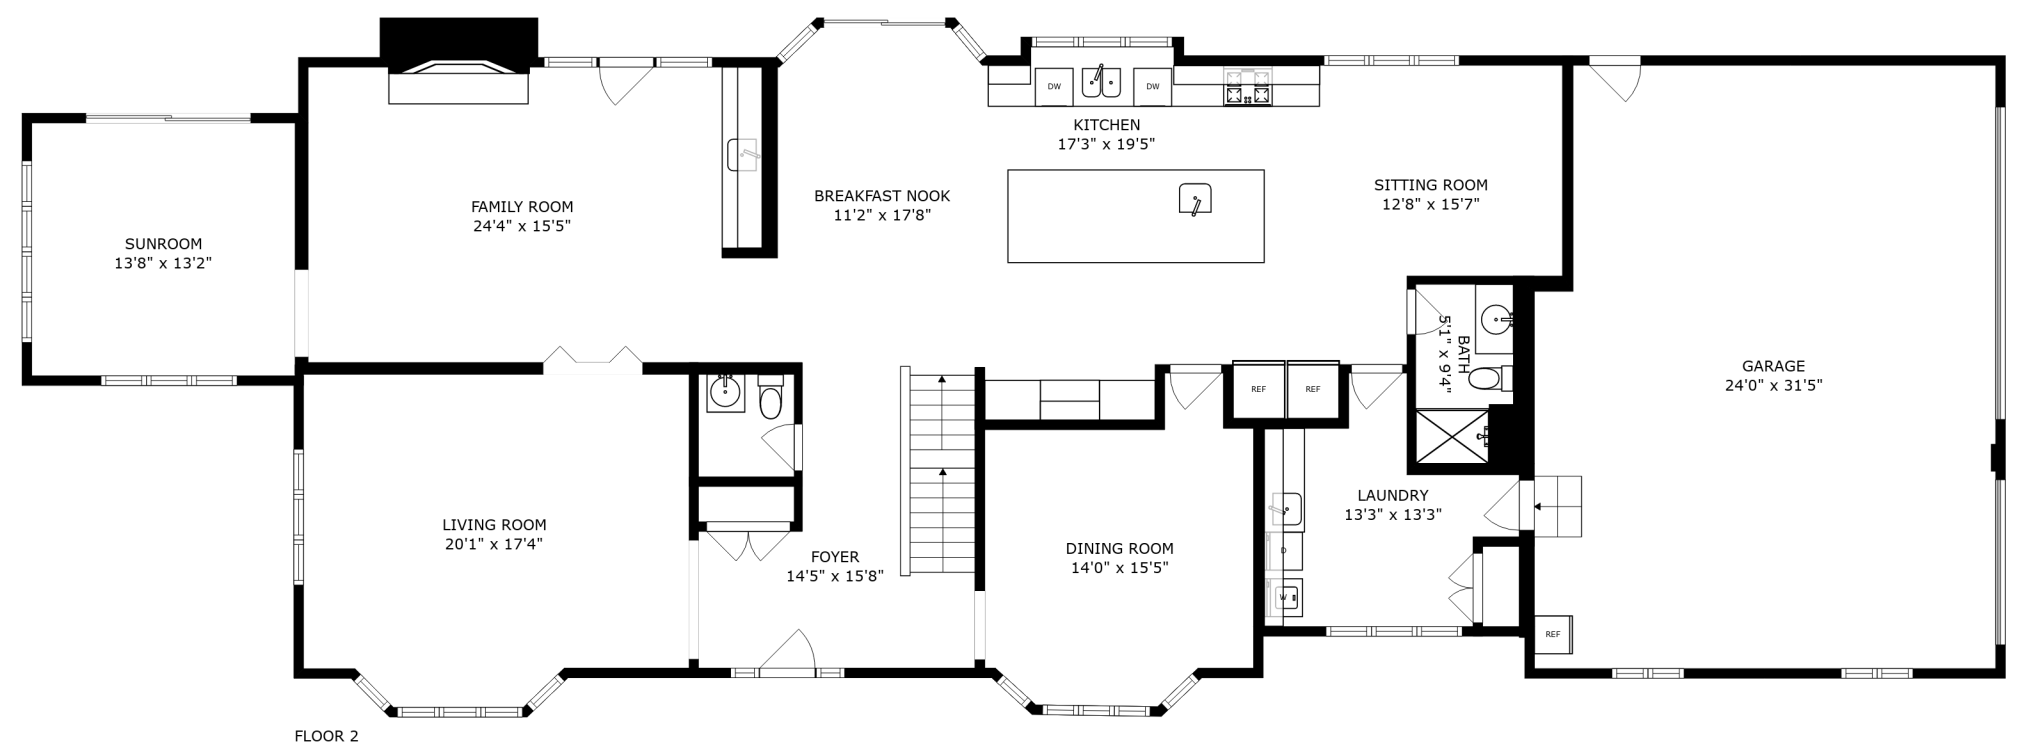 DW
DW
KITCHEN
17'3" x 19'5"
SITTING ROOM
12'8" x 15'7"
BREAKFAST NOOK
11'2" x 17'8"
FAMILY ROOM
24'4" x 15'5"
SUNROOM
13'8" x 13'2"
BATH
5'1" x 9'4"
GARAGE
24'0" x 31'5"
REF
REF
LAUNDRY
13'3" x 13'3"
LIVING ROOM
20'1" x 17'4"
DINING ROOM
14'0" x 15'5"
FOYER
14'5" x 15'8"
D
W
REF
FLOOR 2